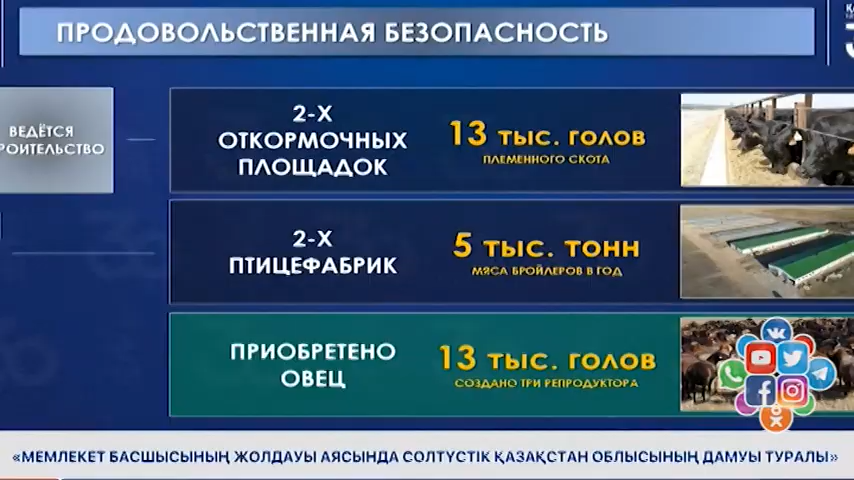 ПРОДОВОЛЬСТВЕННАЯ БЕЗОПАСНОСТЬ
ВЕДЁТСЯ
РОИТЕЛЬСТВО
2-Х
ОТКОРМОЧНЫХ
ПЛОЩАДОК
13 ТЫС. ГОЛОВ
ПЛЕМЕННОГО СКОТА
2-Х
ПТИЦЕФАБРИК
5 ТЫС. ТОНН
МЯСА БРОЙЛЕРОВ В ГОД
ПРИОБРЕТЕНО
ОВЕЦ
13 ТЫС. ГОЛОВ
СОЗДАНО ТРИ РЕПРОДУКТОРА
«МЕМЛЕКЕТ БАСШЫСЫНЫҢ ЖОЛДАУЫ АЯСЫНДА СОЛТҮСТІК ҚАЗАҚСТАН ОБЛЫСЫНЫҢ ДАМУЫ ТУРАЛЫ»